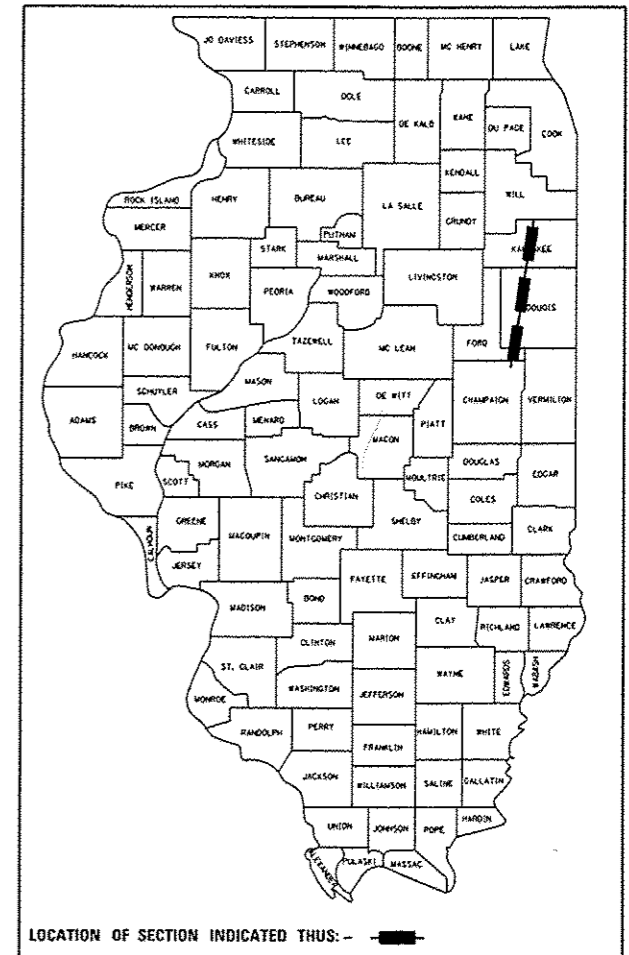 JO DAVIESS STEPHENSON WINNEBAGO BOONE MC HENRY LAKE
CARROLL OGLE DE KALB KANE DU PAGE COOK
WHITESIDE LEE KENDALL WILL
ROCK ISLAND HENRY BUREAU LA SALLE GRUNDY
MERCER STARK PUTNAM MARSHALL LIVINGSTON
HENDERSON WARREN KNOX PEORIA WOODFORD FORD
HANCOCK MC DONOUGH FULTON TAZEWELL MC LEAN
SCHUYLER MASON LOGAN DE WITT PIATT CHAMPAIGN VERMILION
ADAMS BROWN CASS MENARD MACON
PIKE SCOTT MORGAN SANGAMON CHRISTIAN MOULTRIE DOUGLAS COLES EDGAR
CALHOUN GREENE MACOUPIN MONTGOMERY SHELBY CUMBERLAND CLARK
JERSEY BOND FAYETTE EFFINGHAM JASPER CRAWFORD
MADISON CLINTON MARION CLAY RICHLAND LAWRENCE
ST. CLAIR WASHINGTON JEFFERSON WAYNE EDWARDS WABASH
MONROE RANDOLPH PERRY FRANKLIN HAMILTON WHITE
JACKSON WILLIAMSON SALINE GALLATIN
UNION JOHNSON POPE HARDIN
ALEXANDER PULASKI MASSAC
LOCATION OF SECTION INDICATED THUS: -